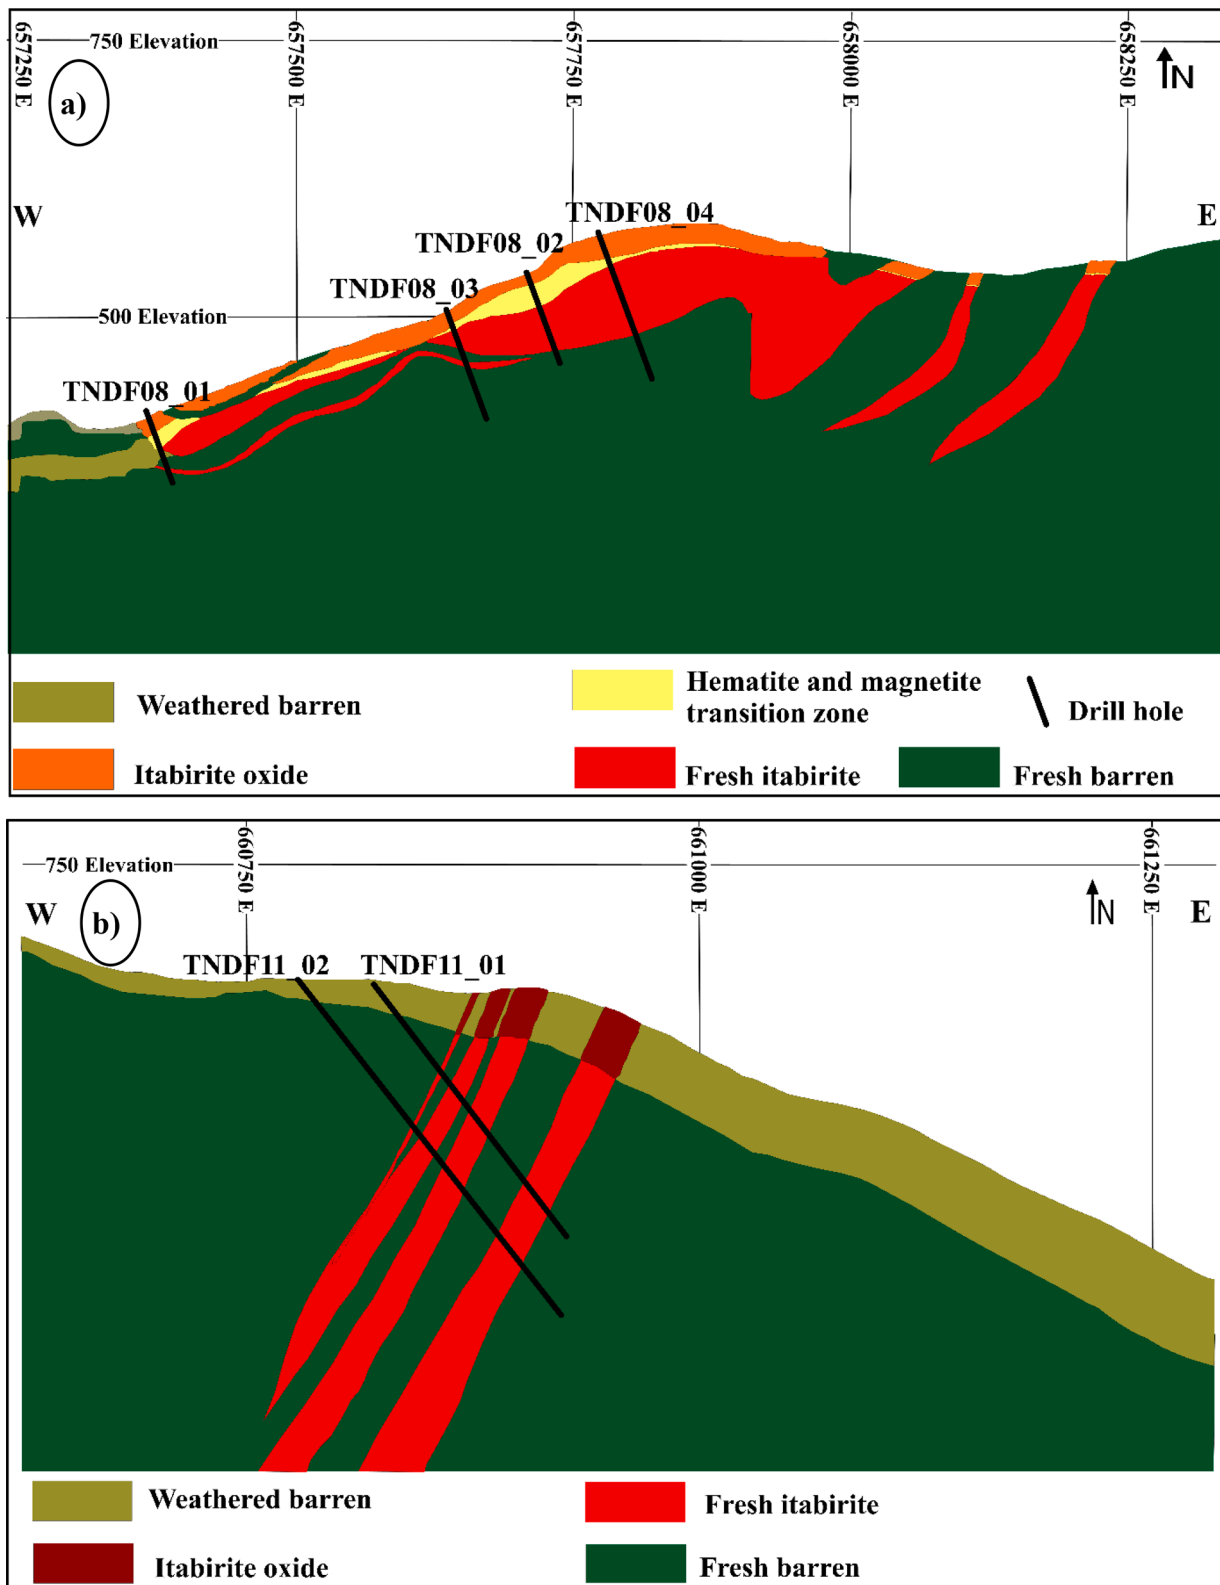 750 Elevation
657250 E
657500 E
657750 E
658000 E
658250 E
N
a)
W
E
TNDF08_04
TNDF08_02
TNDF08_03
500 Elevation
TNDF08_01
Weathered barren
Hematite and magnetite
transition zone
Drill hole
Itabirite oxide
Fresh itabirite
Fresh barren
660750 E
661000 E
661250 E
750 Elevation
W
b)
N
E
TNDF11_02
TNDF11_01
Weathered barren
Fresh itabirite
Itabirite oxide
Fresh barren